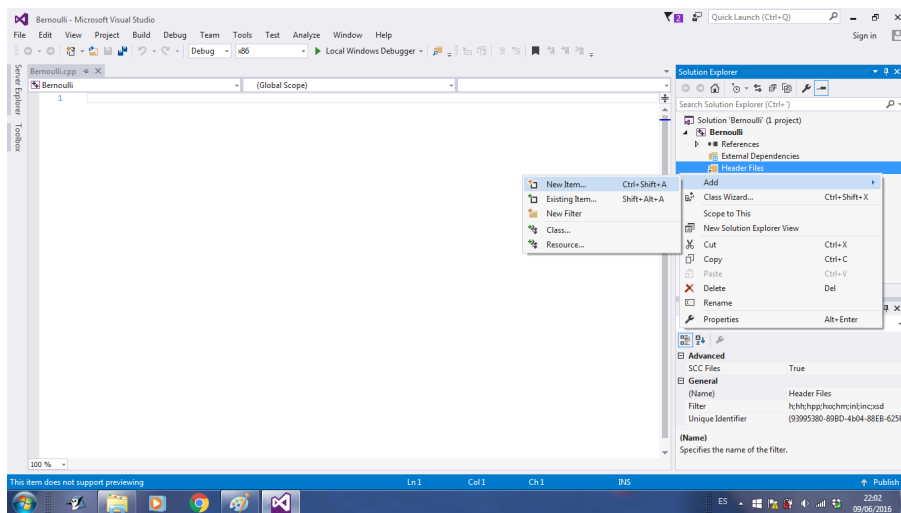 Bernoulli - Microsoft Visual Studio
2
Quick Launch (Ctrl+Q)
File Edit View Project Build Debug Team Tools Test Analyze Window Help
Sign in
Debug x86 Local Windows Debugger
Server Explorer
Toolbox
Bernoulli.cpp
Bernoulli (Global Scope)
1
Solution Explorer
Search Solution Explorer (Ctrl+')
Solution 'Bernoulli' (1 project)
Bernoulli
References
External Dependencies
Header Files
New Item... Ctrl+Shift+A
Existing Item... Shift+Alt+A
New Filter
Class...
Resource...
Add
Class Wizard... Ctrl+Shift+X
Scope to This
New Solution Explorer View
Cut Ctrl+X
Copy Ctrl+C
Paste Ctrl+V
Delete Del
Rename
Properties Alt+Enter
Advanced
SCC Files True
General
(Name) Header Files
Filter h;hh;hpp;hxx;hm;inl;inc;xsd
Unique Identifier {93995380-89BD-4b04-88EB-625F
(Name)
Specifies the name of the filter.
100 %
This item does not support previewing Ln 1 Col 1 Ch 1 INS Publish
ES
22:02
09/06/2016